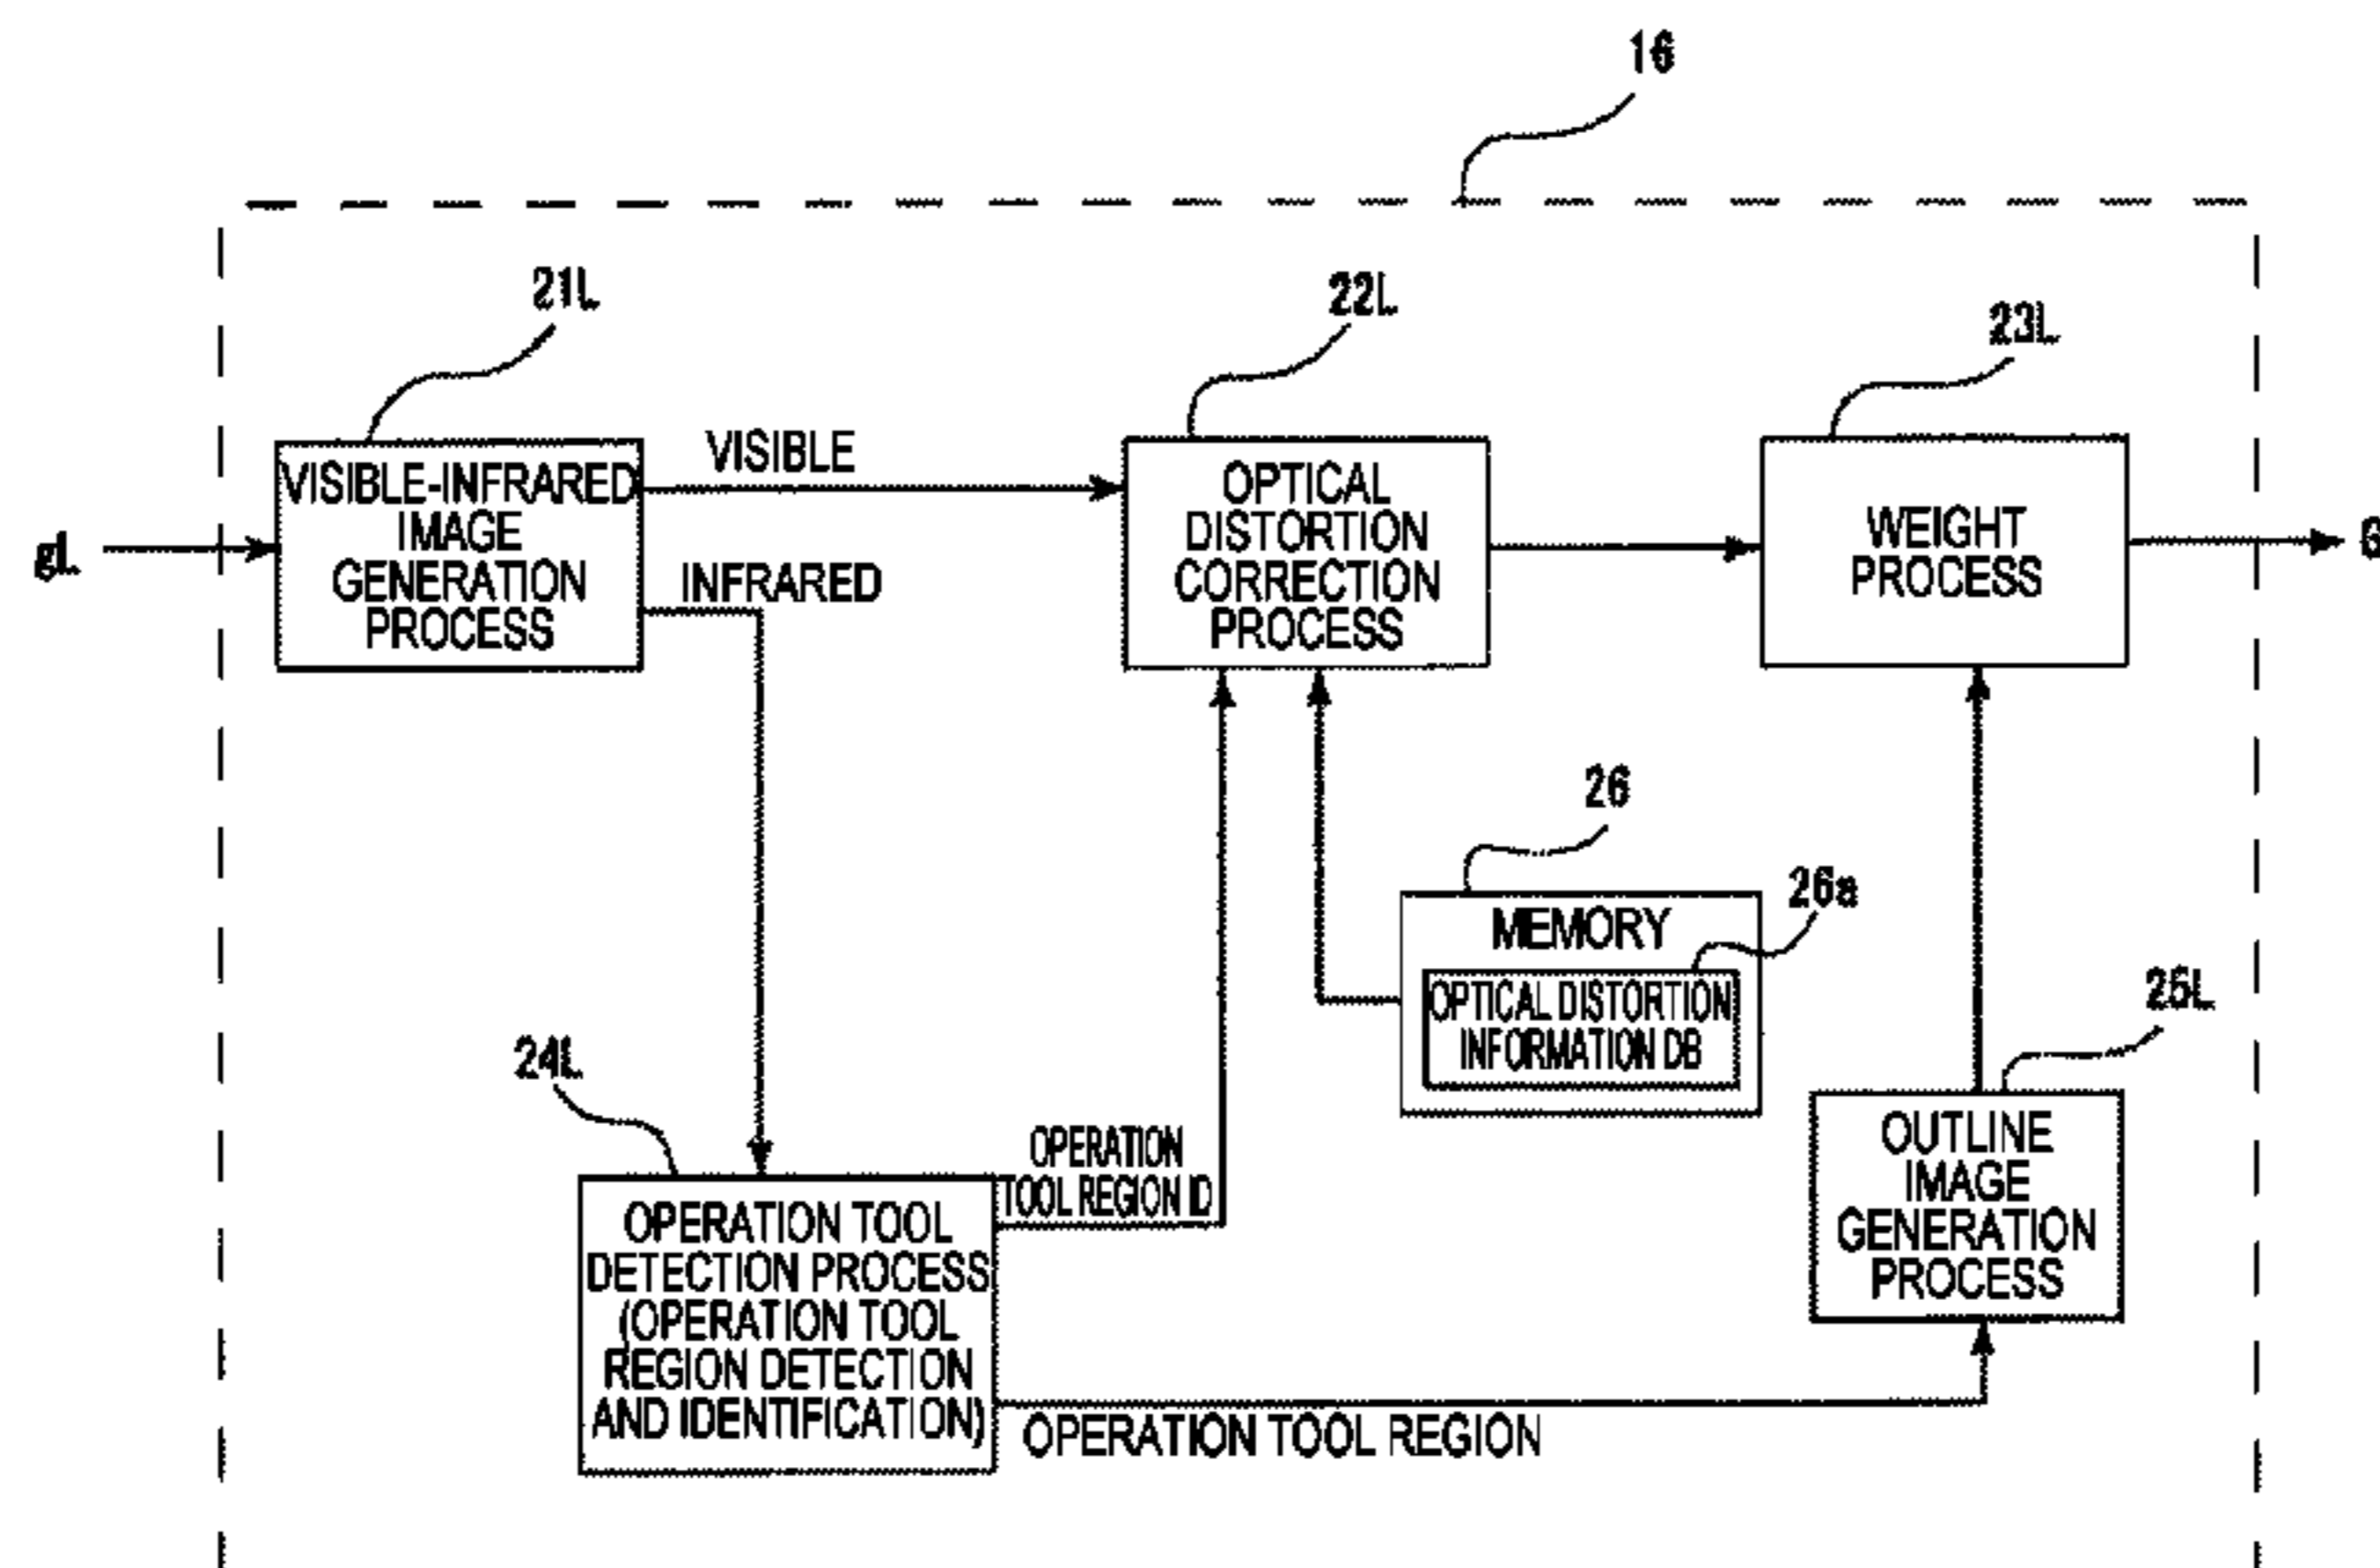 16
21L
22L
23L
VISIBLE-INFRARED
IMAGE
GENERATION
PROCESS
VISIBLE
INFRARED
OPTICAL
DISTORTION
CORRECTION
PROCESS
WEIGHT
PROCESS
gL
G
26
26a
MEMORY
OPTICAL DISTORTION
INFORMATION DB
25L
24L
OPERATION
TOOL REGION ID
OUTLINE
IMAGE
GENERATION
PROCESS
OPERATION TOOL
DETECTION PROCESS
(OPERATION TOOL
REGION DETECTION
AND IDENTIFICATION)
OPERATION TOOL REGION